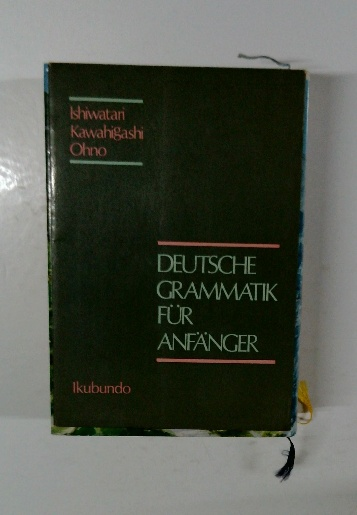 Ishiwatari
Kawahigashi
Ohno
DEUTSCHE
GRAMMATIK
FÜR
ANFÄNGER
Ikubundo